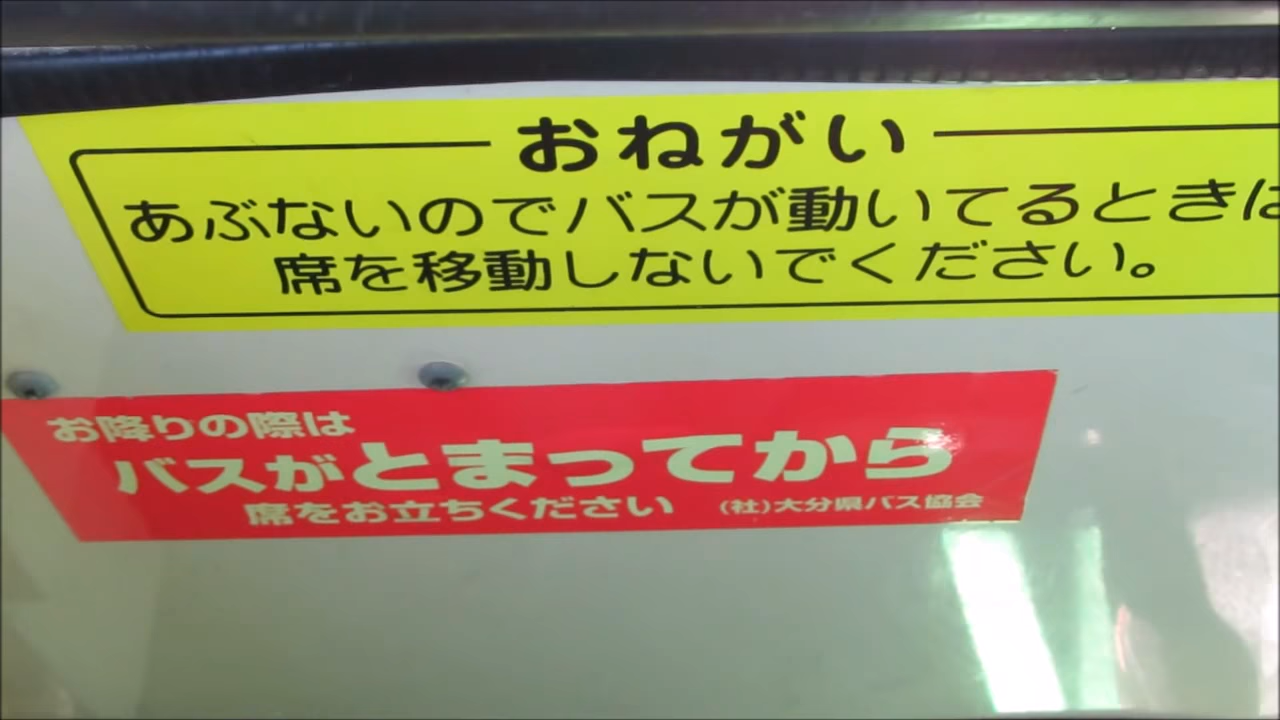 おねがい
あぶないのでバスが動いてるときは
席を移動しないでください。
お降りの際は
バスがとまってから
席をお立ちください (社)大分県バス協会